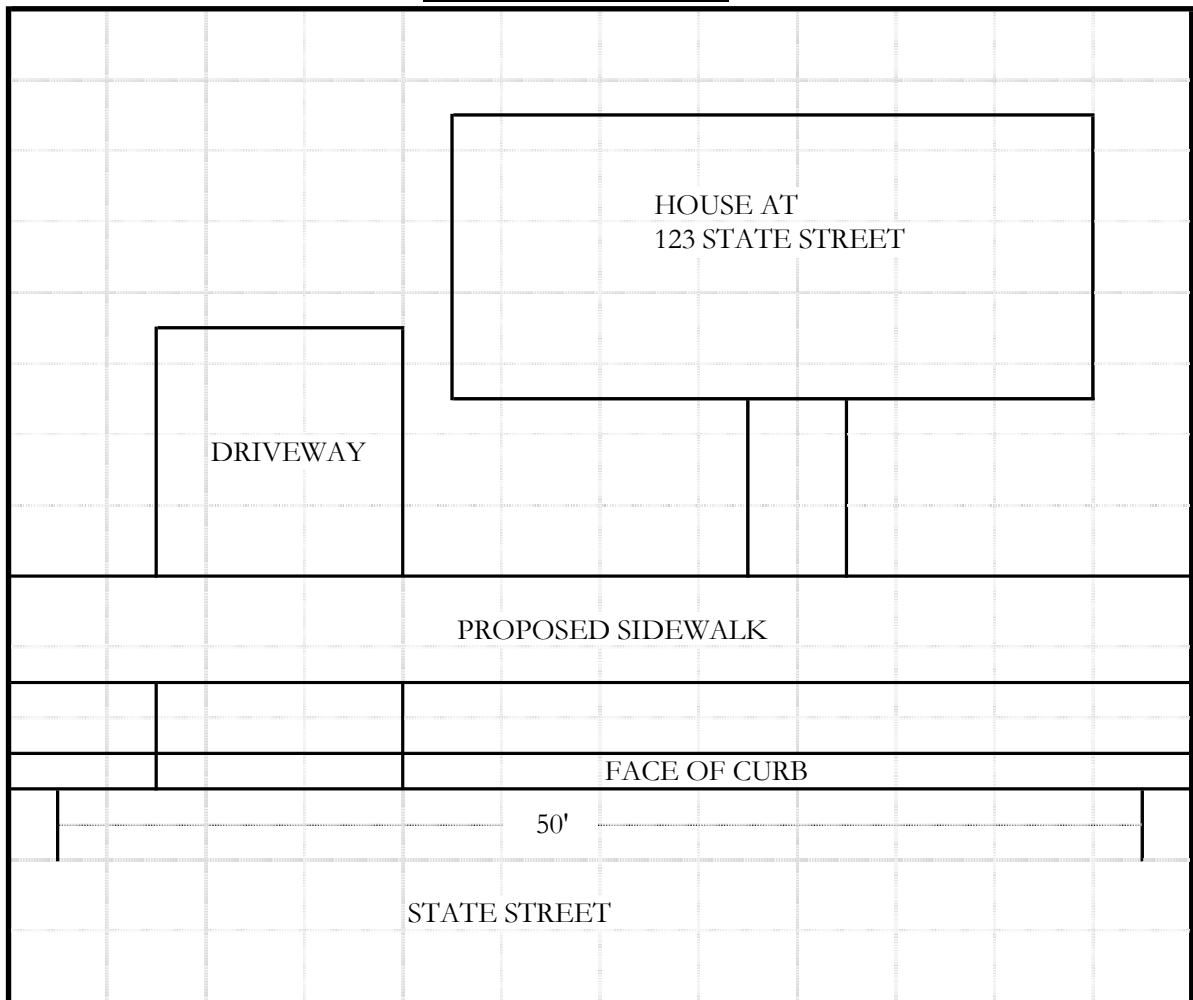 HOUSE AT
123 STATE STREET
DRIVEWAY
PROPOSED SIDEWALK
FACE OF CURB
50'
STATE STREET